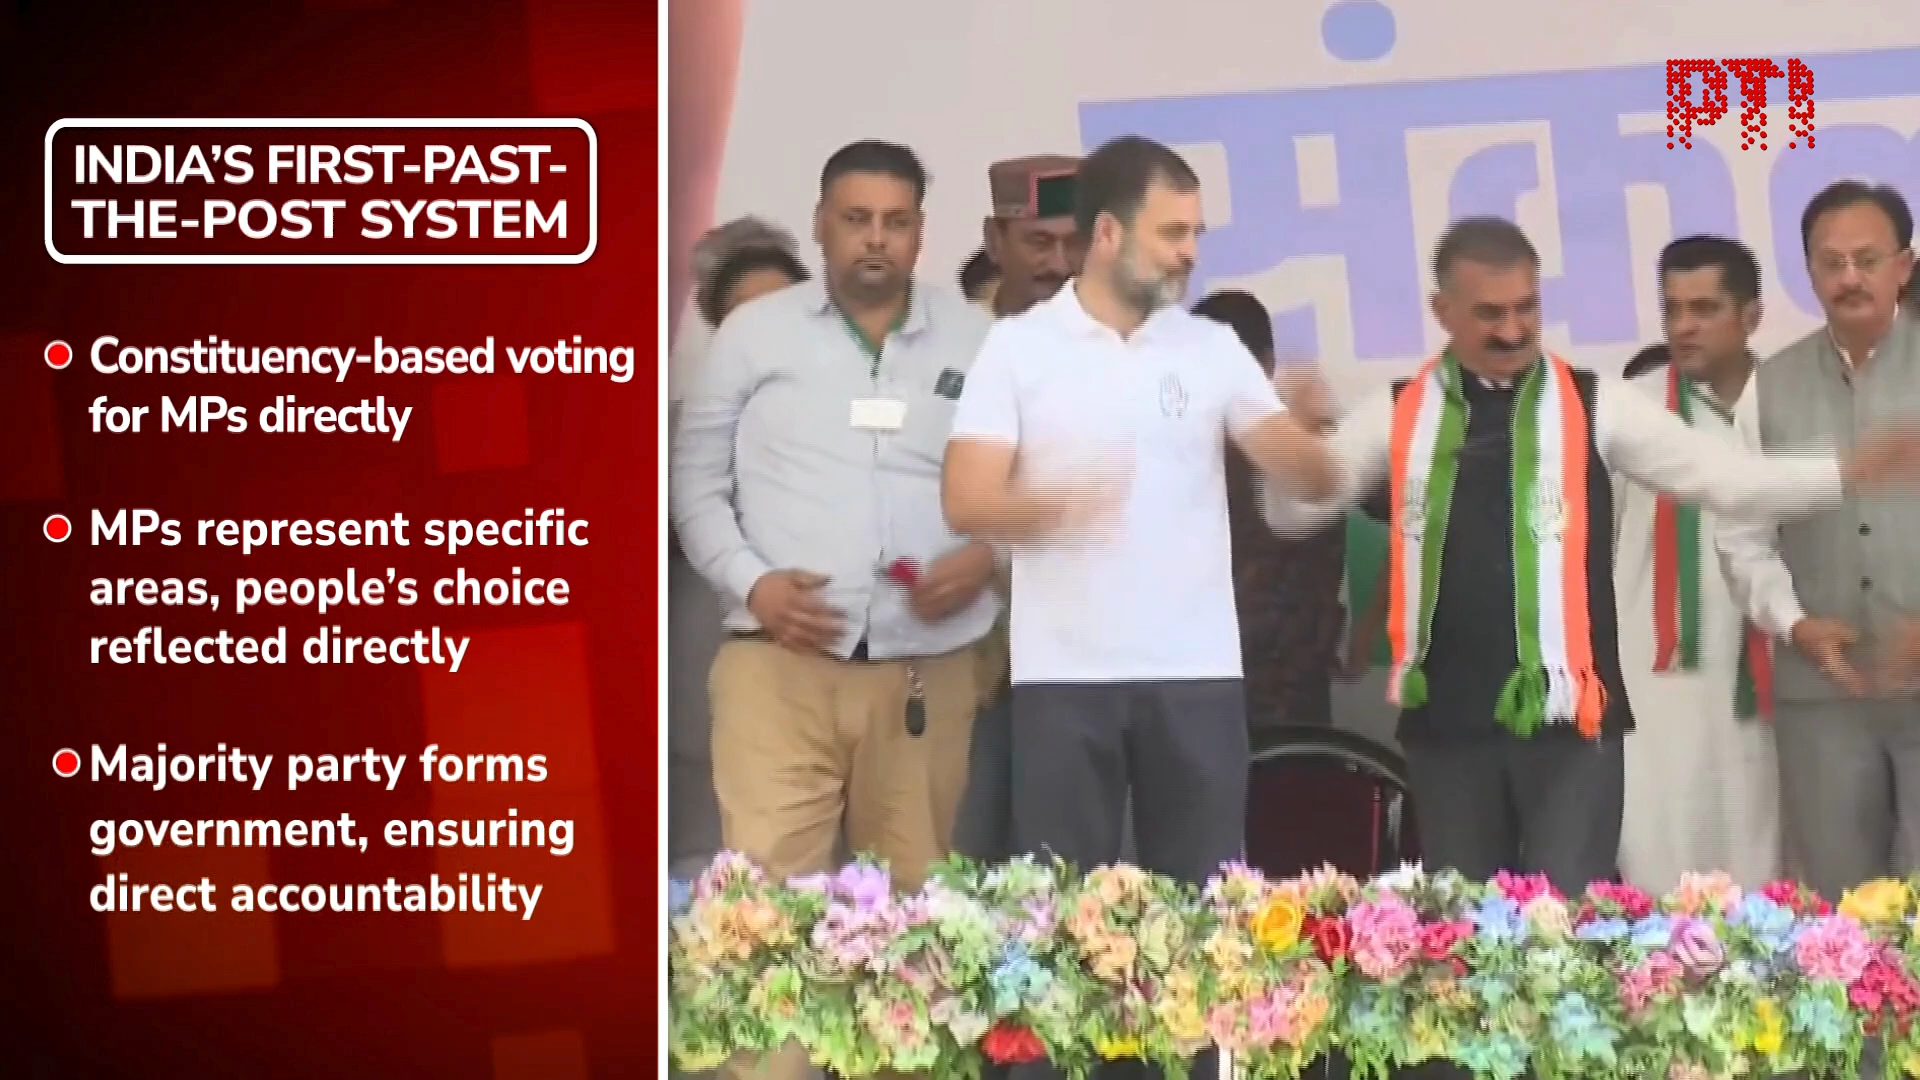 INDIA'S FIRST-PAST-
THE-POST SYSTEM
Constituency-based voting
for MPs directly
MPs represent specific
areas, people's choice
reflected directly
Majority party forms
government, ensuring
direct accountability
PTI